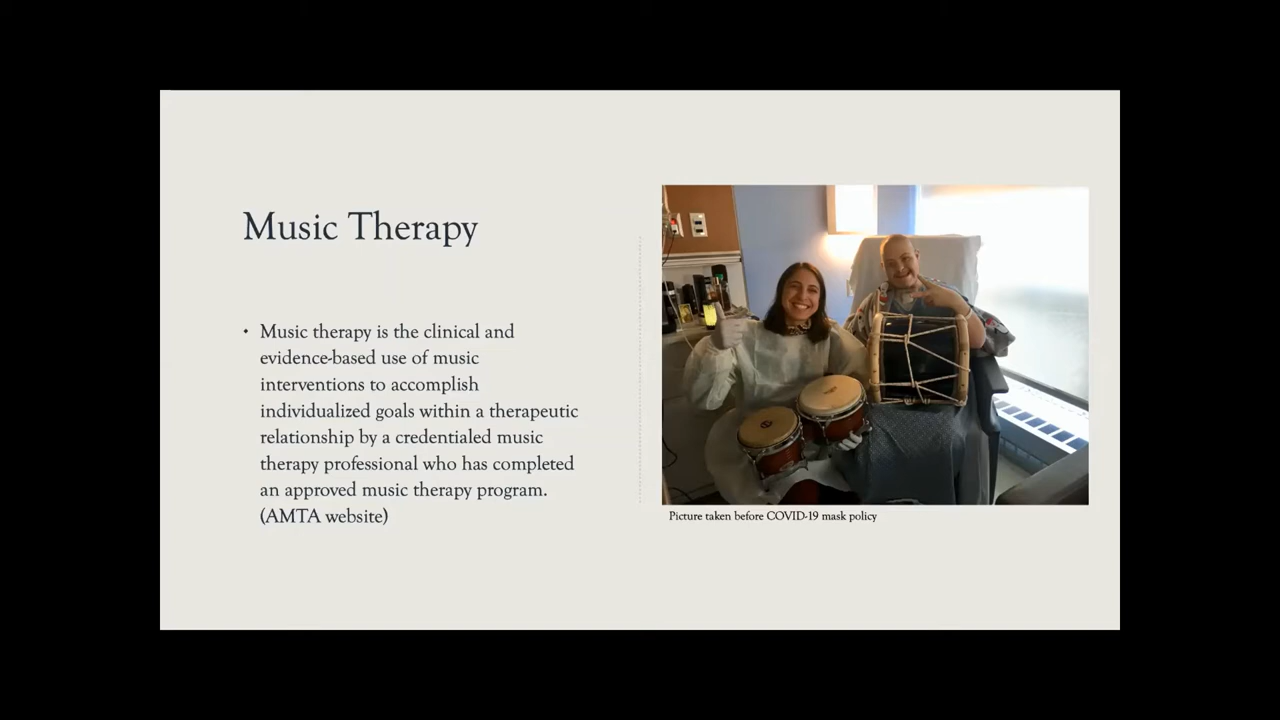 Music Therapy
• Music therapy is the clinical and
evidence-based use of music
interventions to accomplish
individualized goals within a therapeutic
relationship by a credentialed music
therapy professional who has completed
an approved music therapy program.
(AMTA website)
Picture taken before COVID-19 mask policy